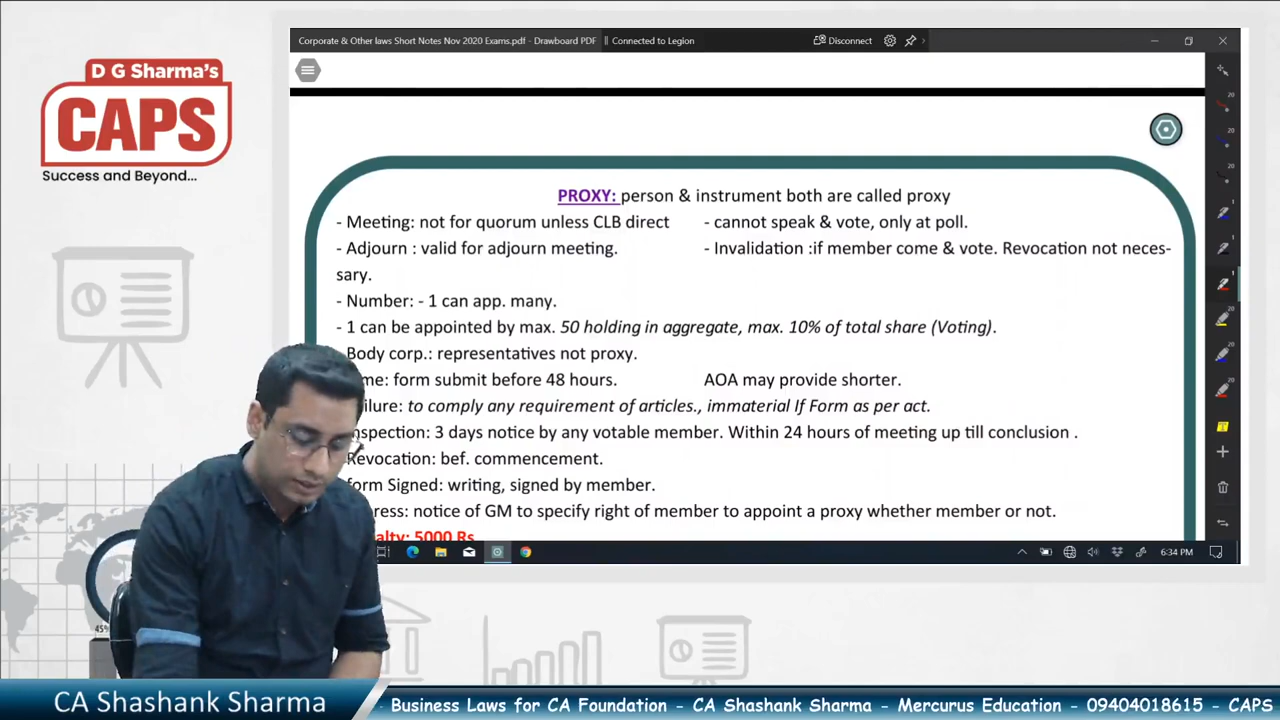 D G Sharma's
CAPS
Success and Beyond...
Corporate & Other laws Short Notes Nov 2020 Exams.pdf - Drawboard PDF
Connected to Legion
Disconnect
PROXY: person & instrument both are called proxy
- Meeting: not for quorum unless CLB direct - cannot speak & vote, only at poll.
- Adjourn : valid for adjourn meeting. - Invalidation :if member come & vote. Revocation not neces-
sary.
- Number: - 1 can app. many.
- 1 can be appointed by max. 50 holding in aggregate, max. 10% of total share (Voting).
Body corp.: representatives not proxy.
form submit before 48 hours. AOA may provide shorter.
to comply any requirement of articles., immaterial If Form as per act.
3 days notice by any votable member. Within 24 hours of meeting up till conclusion .
Revocation: bef. commencement.
form Signed: writing, signed by member.
notice of GM to specify right of member to appoint a proxy whether member or not.
5000 Rs
6:34 PM
45%
CA Shashank Sharma
- Business Laws for CA Foundation - CA Shashank Sharma - Mercurus Education - 09404018615 - CAPS